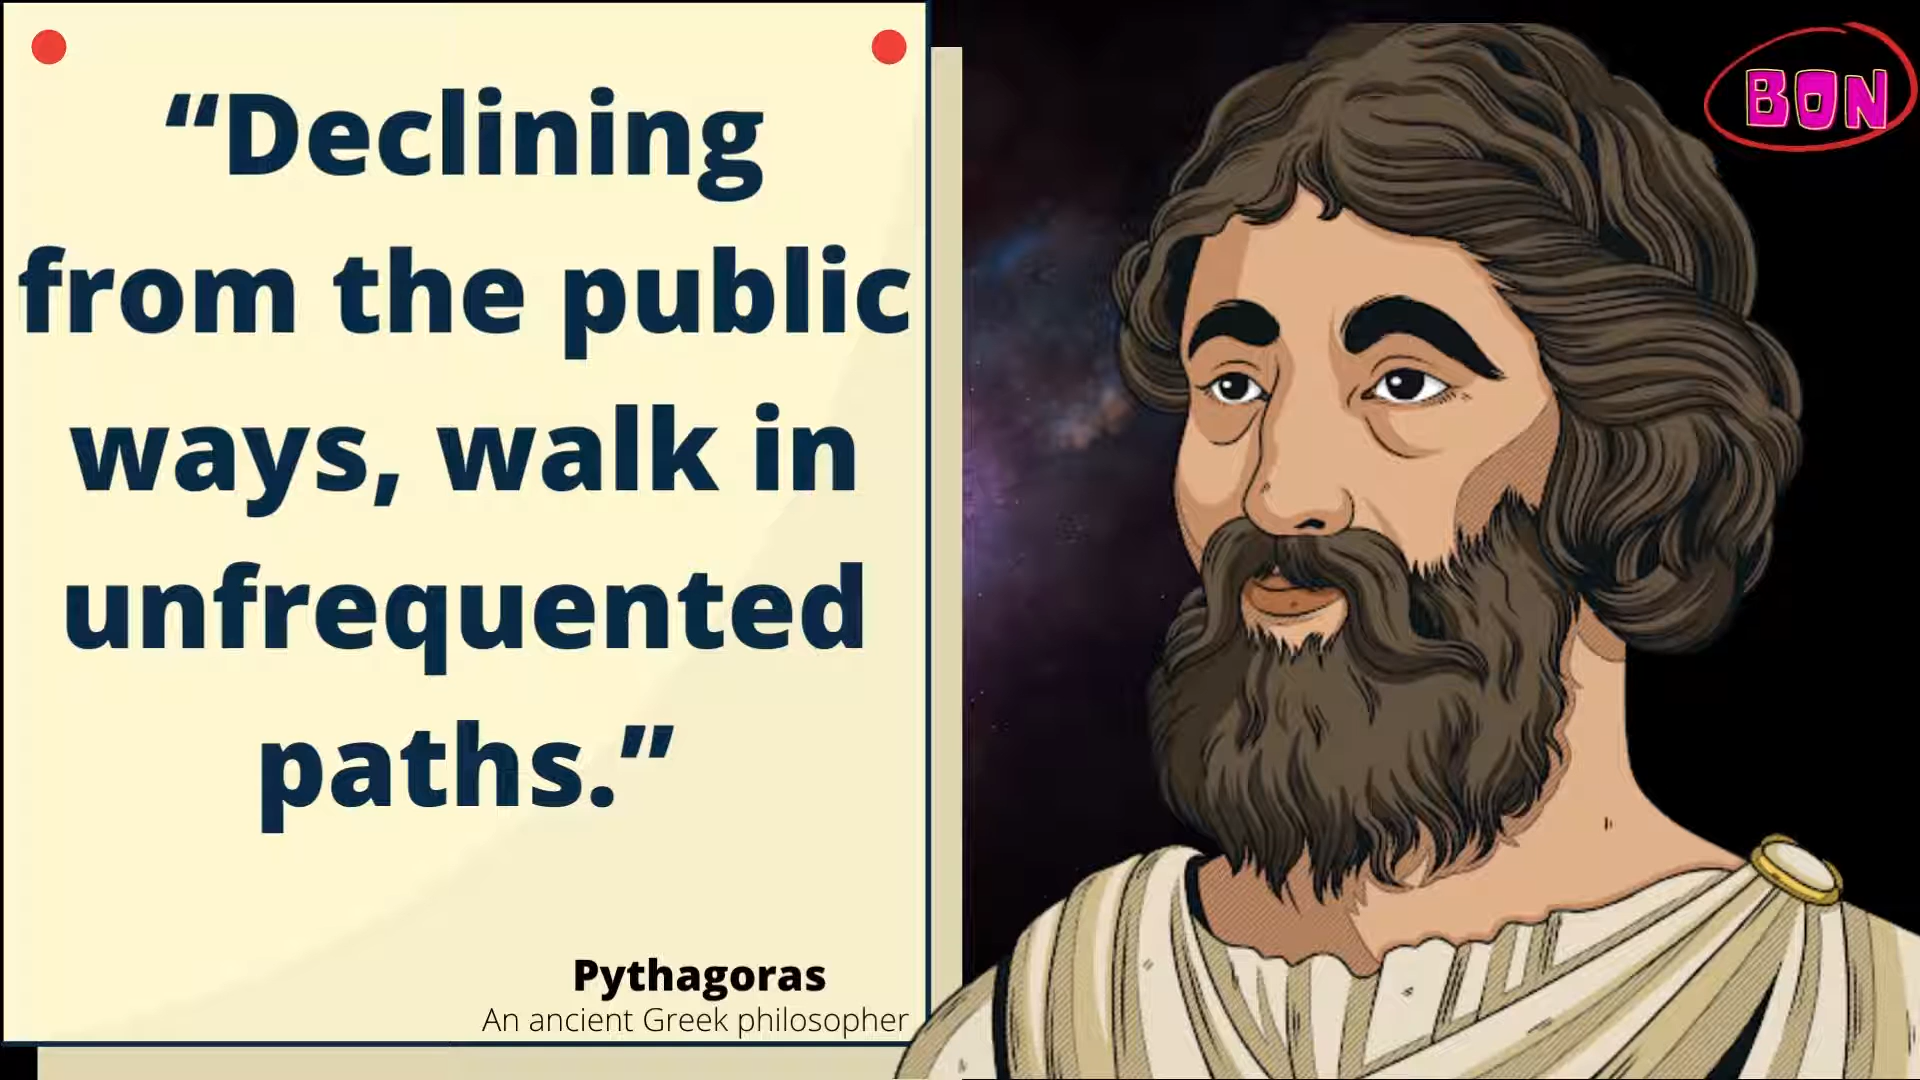 “Declining
from the public
ways, walk in
unfrequented
paths.”
Pythagoras
An ancient Greek philosopher
BON